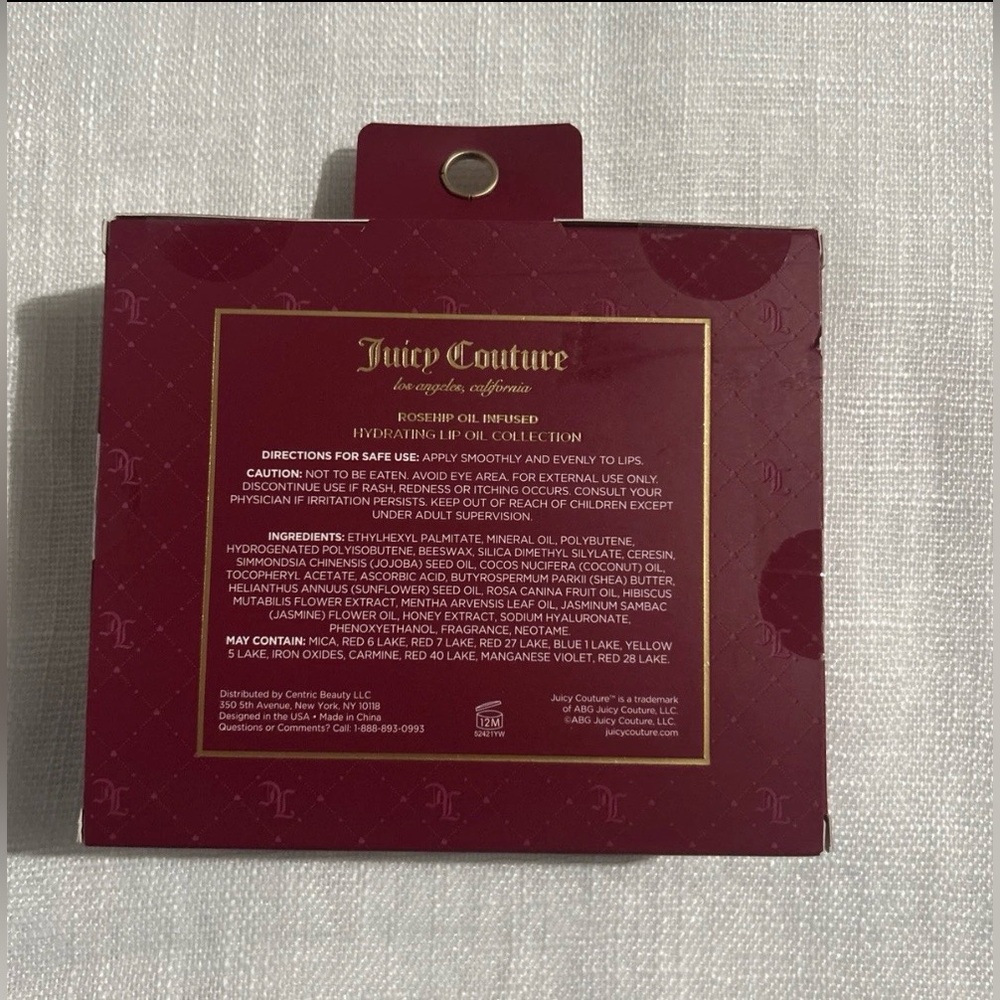 Juicy Couture
los angeles, california
ROSEHIP OIL INFUSED
HYDRATING LIP OIL COLLECTION
DIRECTIONS FOR SAFE USE: APPLY SMOOTHLY AND EVENLY TO LIPS.
CAUTION: NOT TO BE EATEN. AVOID EYE AREA. FOR EXTERNAL USE ONLY.
DISCONTINUE USE IF RASH, REDNESS OR ITCHING OCCURS. CONSULT YOUR
PHYSICIAN IF IRRITATION PERSISTS. KEEP OUT OF REACH OF CHILDREN EXCEPT
UNDER ADULT SUPERVISION.
INGREDIENTS: ETHYLHEXYL PALMITATE, MINERAL OIL, POLYBUTENE,
HYDROGENATED POLYISOBUTENE, BEESWAX, SILICA DIMETHYL SILYLATE, CERESIN,
SIMMONDSIA CHINENSIS (JOJOBA) SEED OIL, COCOS NUCIFERA (COCONUT) OIL,
TOCOPHERYL ACETATE, ASCORBIC ACID, BUTYROSPERMUM PARKII (SHEA) BUTTER,
HELIANTHUS ANNUUS (SUNFLOWER) SEED OIL, ROSA CANINA FRUIT OIL, HIBISCUS
MUTABILIS FLOWER EXTRACT, MENTHA ARVENSIS LEAF OIL, JASMINUM SAMBAC
(JASMINE) FLOWER OIL, HONEY EXTRACT, SODIUM HYALURONATE,
PHENOXYETHANOL, FRAGRANCE, NEOTAME.
MAY CONTAIN: MICA, RED 6 LAKE, RED 7 LAKE, RED 27 LAKE, BLUE 1 LAKE, YELLOW
5 LAKE, IRON OXIDES, CARMINE, RED 40 LAKE, MANGANESE VIOLET, RED 28 LAKE.
Distributed by Centric Beauty LLC
350 5th Avenue, New York, NY 10118
Designed in the USA • Made in China
Questions or Comments? Call: 1-888-893-0993
12M
52421YW
Juicy Couture™ is a trademark
of ABG Juicy Couture, LLC.
©ABG Juicy Couture, LLC.
juicycouture.com